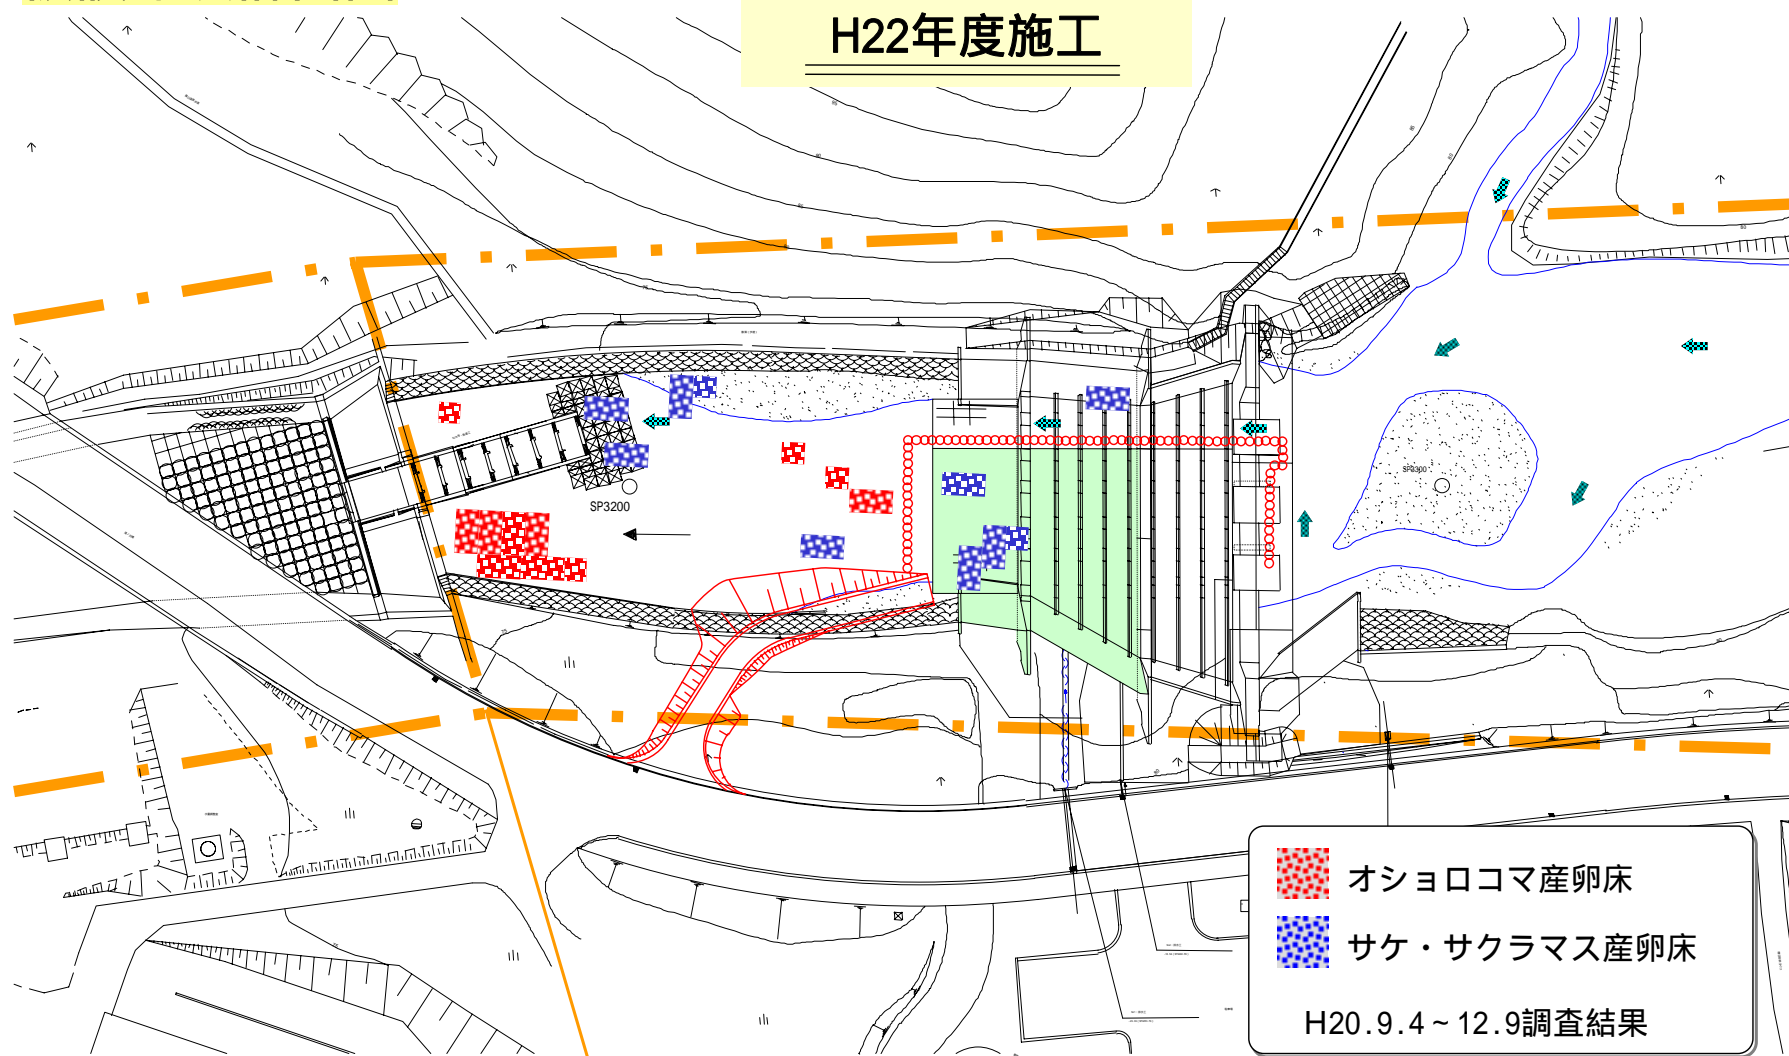 H22年度施工
SP3200
SP3300
オショロコマ産卵床
サケ・サクラマス産卵床
H20.9.4~12.9調査結果